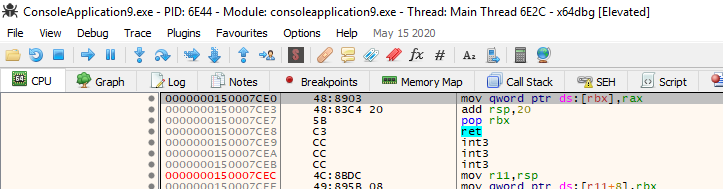 ConsoleApplication9.exe - PID: 6E44 - Module: consoleapplication9.exe - Thread: Main Thread 6E2C - x64dbg [Elevated]
File View Debug Trace Plugins Favourites Options Help May 15 2020
fx # A2
64 CPU Graph Log Notes Breakpoints Memory Map Call Stack SEH Script
0000000150007CE0 48:8903 mov qword ptr ds:[rbx],rax
0000000150007CE3 48:83C4 20 add rsp,20
0000000150007CE7 5B pop rbx
0000000150007CE8 C3 ret
0000000150007CE9 CC int3
0000000150007CEA CC int3
0000000150007CEB CC int3
0000000150007CEC 4C:8BDC mov r11,rsp
0000000150007CEF 49:895B 08 mov qword ptr ds:[r11+8],rbx